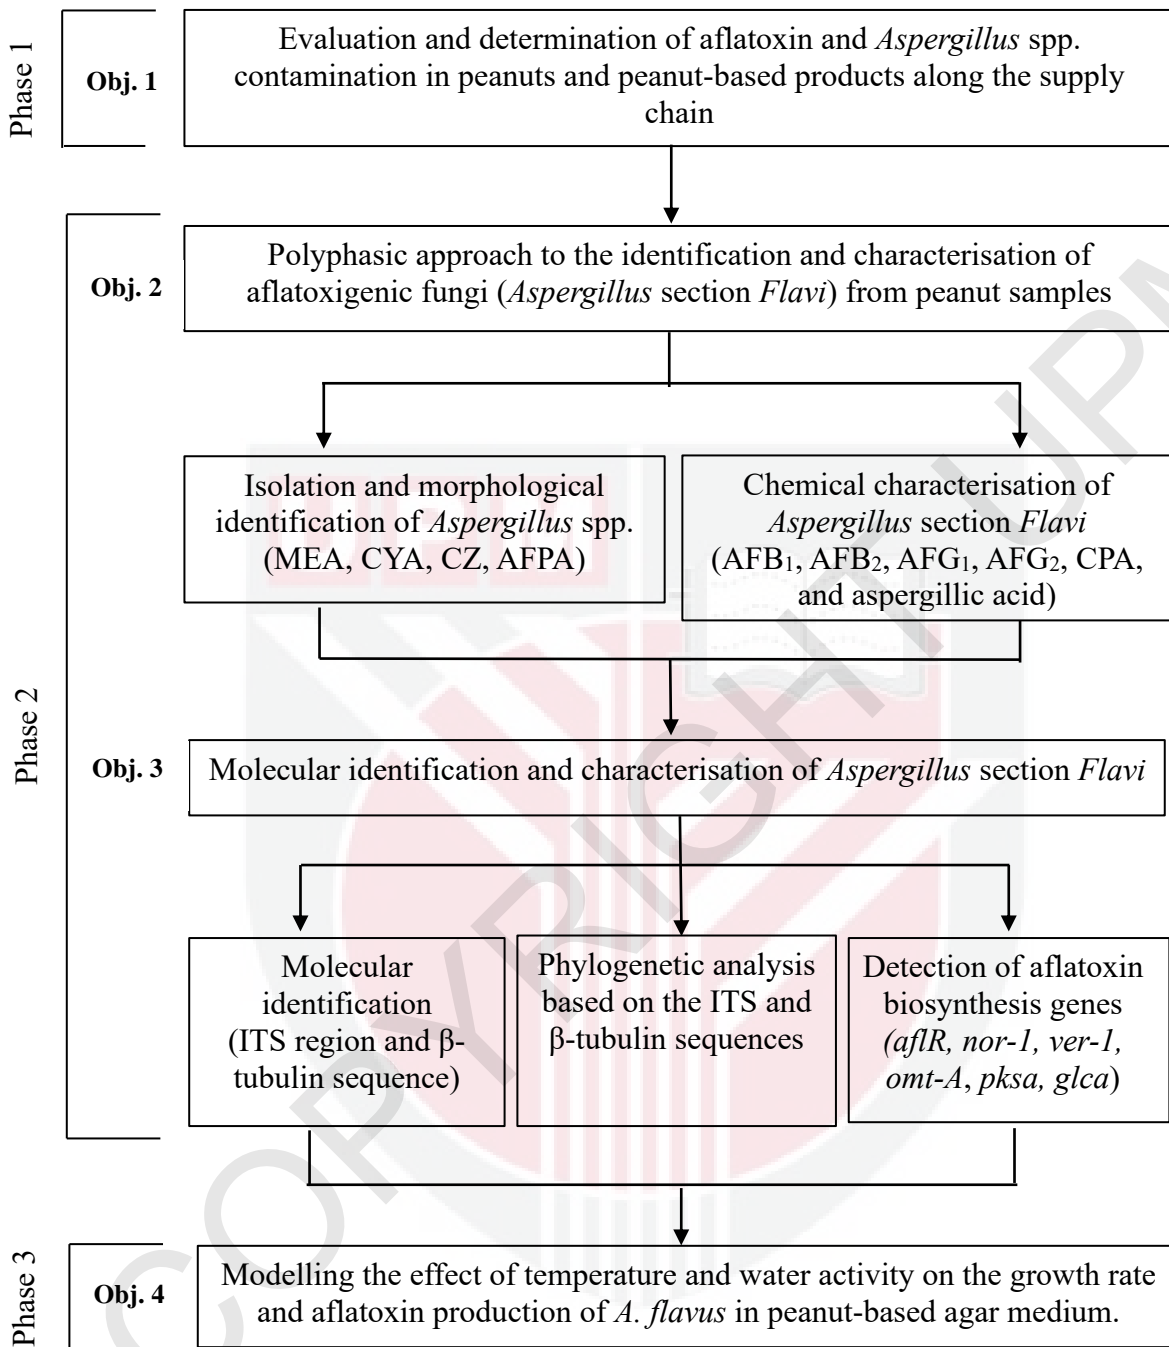 Phase 1
Obj. 1
Evaluation and determination of aflatoxin and Aspergillus spp.
contamination in peanuts and peanut-based products along the supply
chain
Phase 2
Obj. 2
Polyphasic approach to the identification and characterisation of
aflatoxigenic fungi (Aspergillus section Flavi) from peanut samples
Isolation and morphological
identification of Aspergillus spp.
(MEA, CYA, CZ, AFPA)
Chemical characterisation of
Aspergillus section Flavi
(AFB₁, AFB₂, AFG₁, AFG₂, CPA,
and aspergillic acid)
Obj. 3
Molecular identification and characterisation of Aspergillus section Flavi
Molecular
identification
(ITS region and β-
tubulin sequence)
Phylogenetic analysis
based on the ITS and
β-tubulin sequences
Detection of aflatoxin
biosynthesis genes
(aflR, nor-1, ver-1,
omt-A, pksa, glca)
Phase 3
Obj. 4
Modelling the effect of temperature and water activity on the growth rate
and aflatoxin production of A. flavus in peanut-based agar medium.
UPM
COPYRIGHT UPM